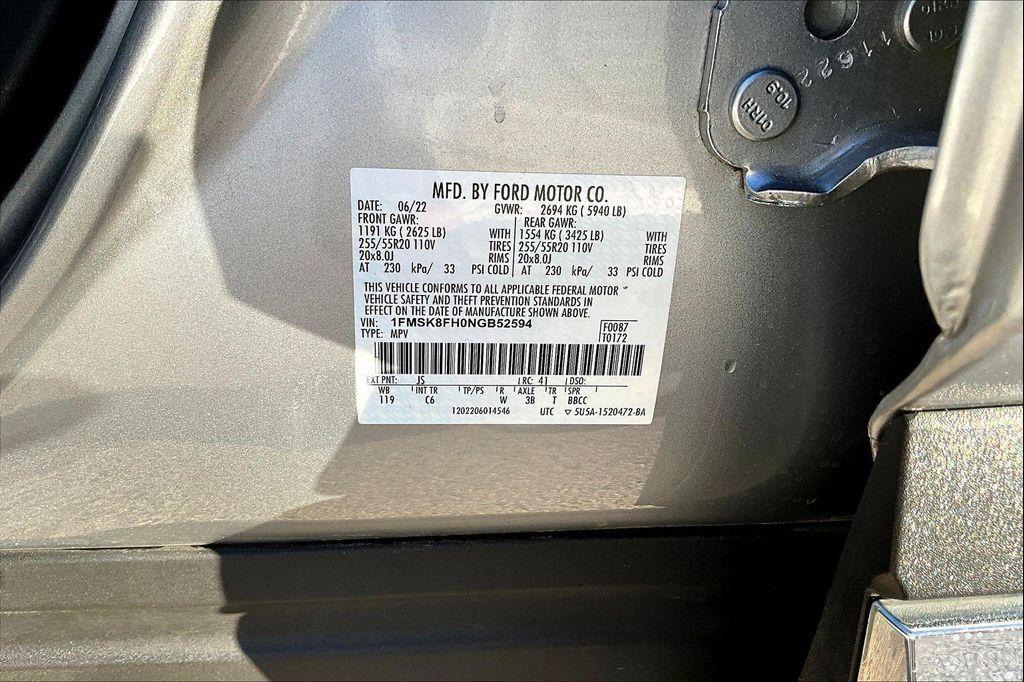 01RH
10.9
11622
MFD. BY FORD MOTOR CO.
DATE: 06/22 GVWR: 2694 KG ( 5940 LB)
FRONT GAWR: REAR GAWR:
1191 KG ( 2625 LB) WITH 1554 KG ( 3425 LB) WITH
255/55R20 110V TIRES 255/55R20 110V TIRES
20x8.0J RIMS 20x8.0J RIMS
AT 230 kPa/ 33 PSI COLD AT 230 kPa/ 33 PSI COLD
THIS VEHICLE CONFORMS TO ALL APPLICABLE FEDERAL MOTOR
VEHICLE SAFETY AND THEFT PREVENTION STANDARDS IN
EFFECT ON THE DATE OF MANUFACTURE SHOWN ABOVE.
VIN: 1FMSK8FH0NGB52594 F0087
TYPE: MPV T0172
EXT PNT: JS RC: 41 DSO:
WB INT TR TP/PS R AXLE TR SPR
119 C6 W 3B T BBCC
1202206014546 UTC ▽ 5U5A-1520472-BA